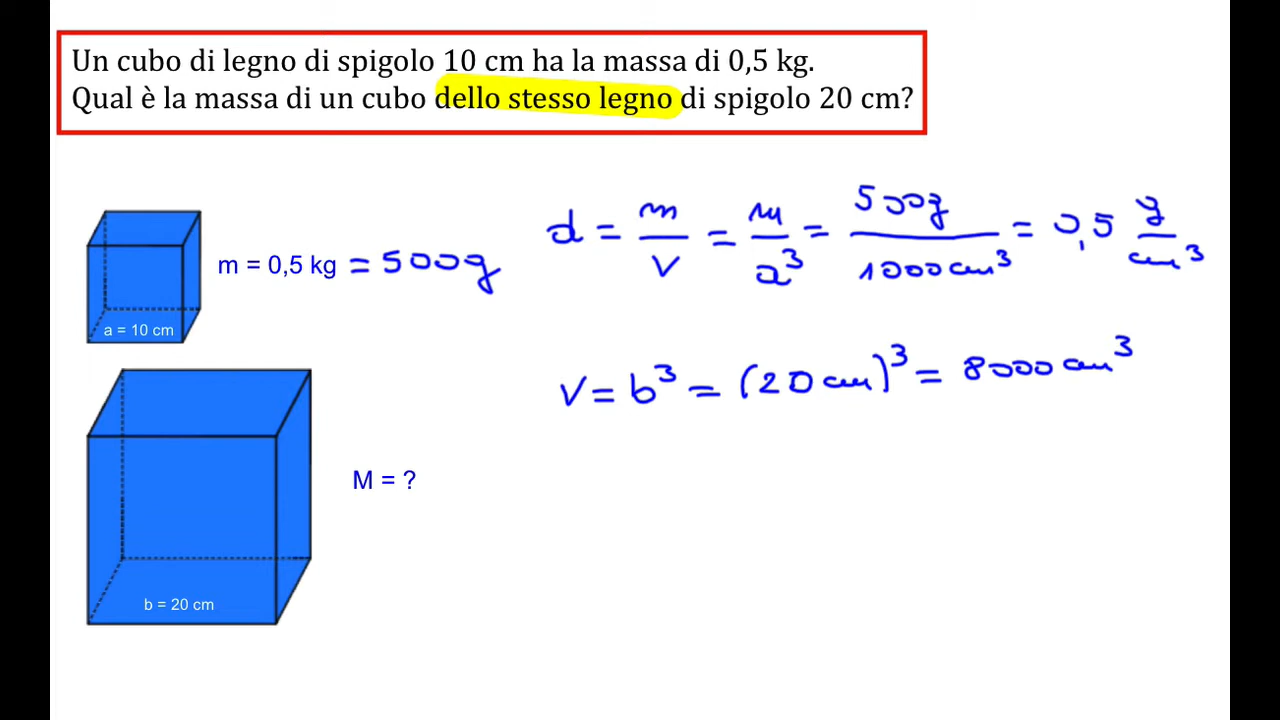 Un cubo di legno di spigolo 10 cm ha la massa di 0,5 kg.
Qual è la massa di un cubo dello stesso legno di spigolo 20 cm?
m = 0,5 kg = 500g
d = m/V = m/a³ = 500g/1000cm³ = 0,5 g/cm³
a = 10 cm
V = b³ = (20 cm)³ = 8000 cm³
M = ?
b = 20 cm